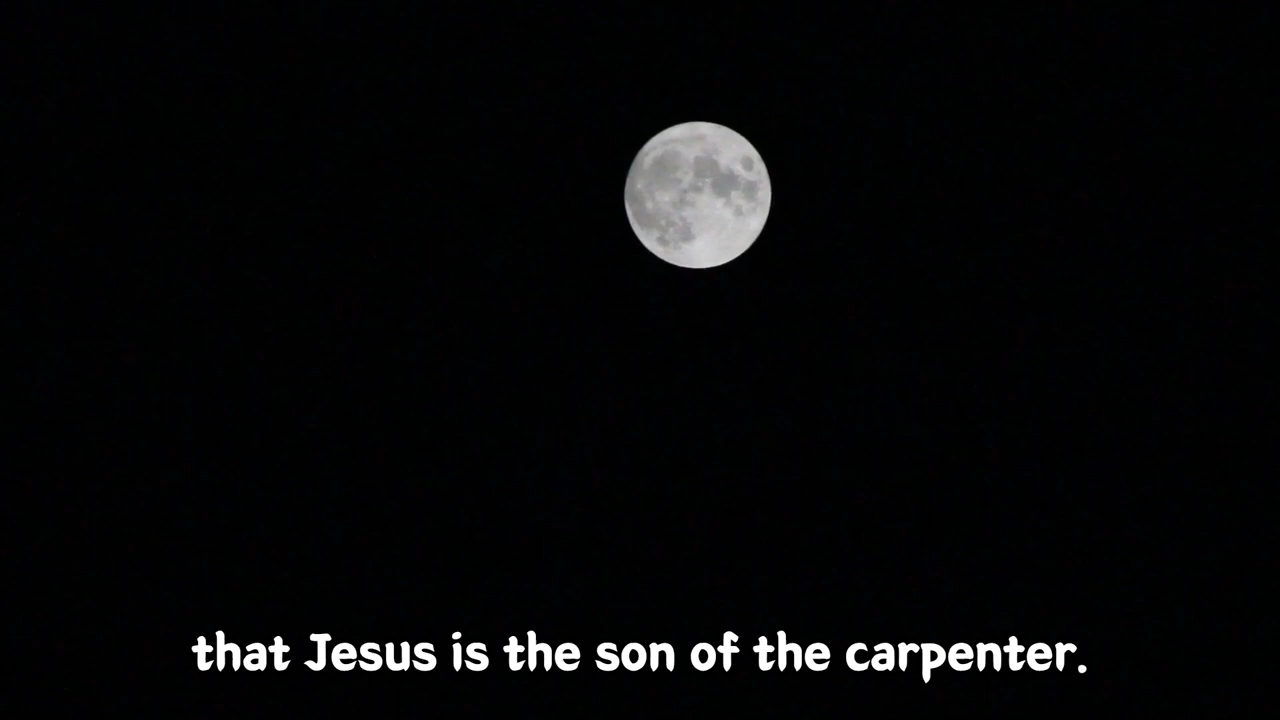 that Jesus is the son of the carpenter.